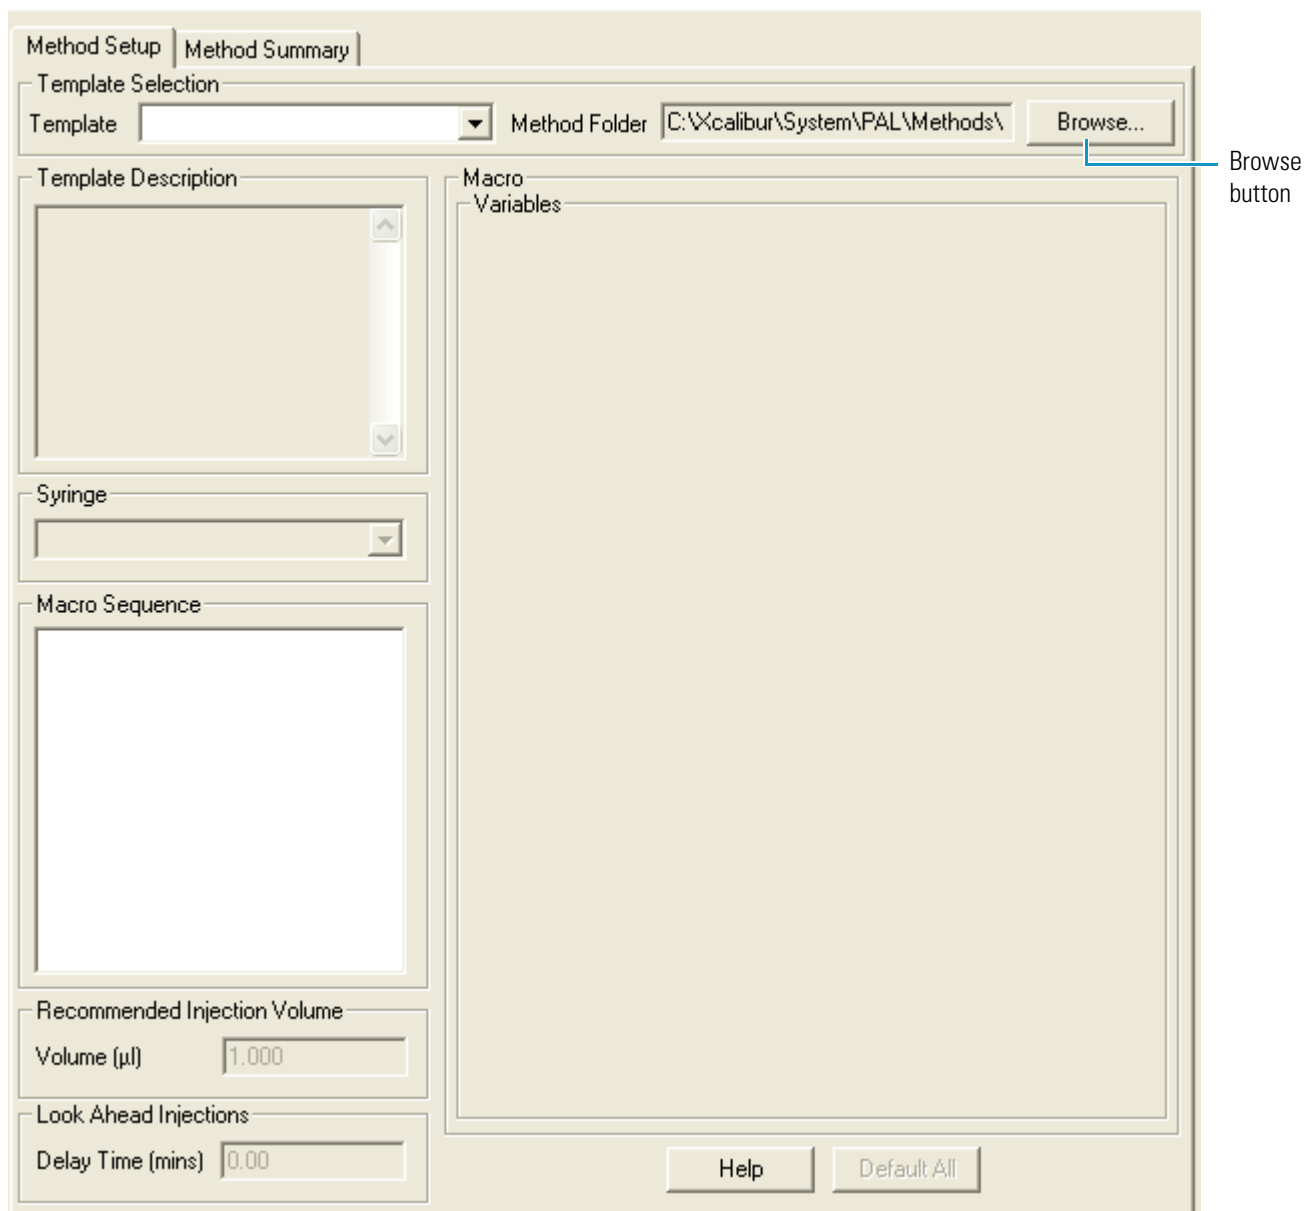 Method Setup Method Summary
Template Selection
Template Method Folder C:\Xcalibur\System\PAL\Methods\ Browse...
Browse
button
Template Description Macro
Variables
Syringe
Macro Sequence
Recommended Injection Volume
Volume (µl) 1.000
Look Ahead Injections
Delay Time (mins) 0.00 Help Default All